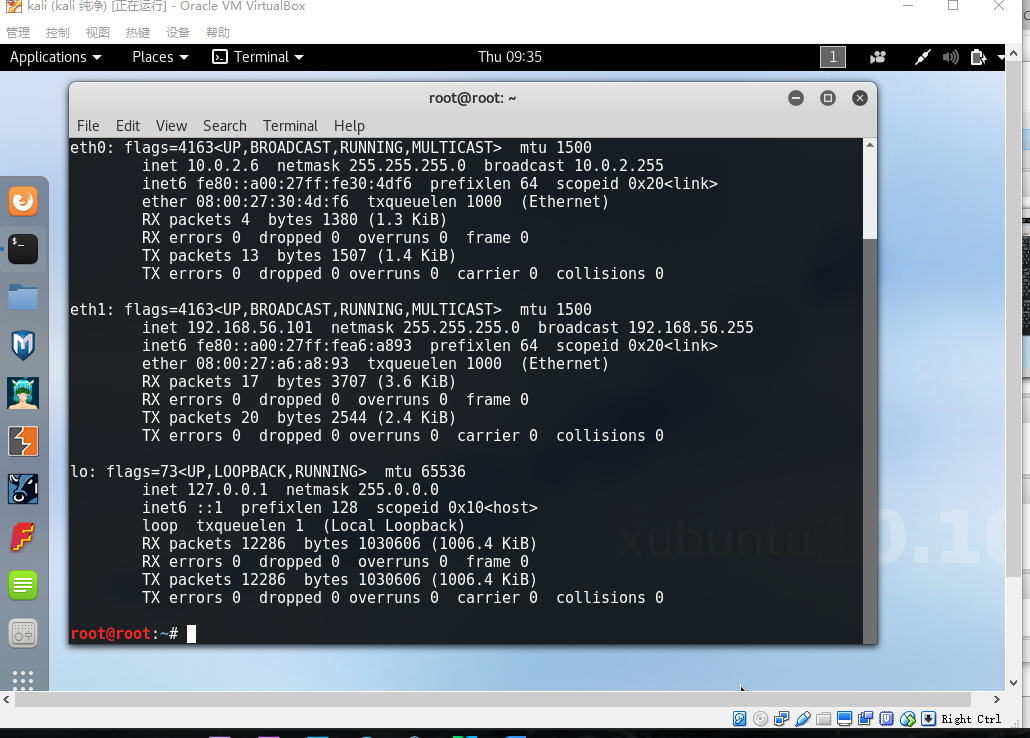 kali (kali 纯净) [正在运行] - Oracle VM VirtualBox
管理 控制 视图 热键 设备 帮助
Applications Places Terminal Thu 09:35 1
root@root: ~
File Edit View Search Terminal Help
eth0: flags=4163<UP,BROADCAST,RUNNING,MULTICAST>  mtu 1500
        inet 10.0.2.6  netmask 255.255.255.0  broadcast 10.0.2.255
        inet6 fe80::a00:27ff:fe30:4df6  prefixlen 64  scopeid 0x20<link>
        ether 08:00:27:30:4d:f6  txqueuelen 1000  (Ethernet)
        RX packets 4  bytes 1380 (1.3 KiB)
        RX errors 0  dropped 0  overruns 0  frame 0
        TX packets 13  bytes 1507 (1.4 KiB)
        TX errors 0  dropped 0 overruns 0  carrier 0  collisions 0
eth1: flags=4163<UP,BROADCAST,RUNNING,MULTICAST>  mtu 1500
        inet 192.168.56.101  netmask 255.255.255.0  broadcast 192.168.56.255
        inet6 fe80::a00:27ff:fea6:a893  prefixlen 64  scopeid 0x20<link>
        ether 08:00:27:a6:a8:93  txqueuelen 1000  (Ethernet)
        RX packets 17  bytes 3707 (3.6 KiB)
        RX errors 0  dropped 0  overruns 0  frame 0
        TX packets 20  bytes 2544 (2.4 KiB)
        TX errors 0  dropped 0 overruns 0  carrier 0  collisions 0
lo: flags=73<UP,LOOPBACK,RUNNING>  mtu 65536
        inet 127.0.0.1  netmask 255.0.0.0
        inet6 ::1  prefixlen 128  scopeid 0x10<host>
        loop  txqueuelen 1  (Local Loopback)
        RX packets 12286  bytes 1030606 (1006.4 KiB)
        RX errors 0  dropped 0  overruns 0  frame 0
        TX packets 12286  bytes 1030606 (1006.4 KiB)
        TX errors 0  dropped 0 overruns 0  carrier 0  collisions 0
xubuntu 10.10
root@root:~#
Right Ctrl